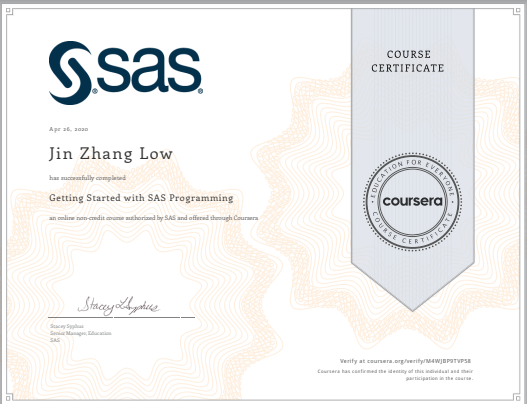 sas
COURSE
CERTIFICATE
Apr 26, 2020
Jin Zhang Low
has successfully completed
Getting Started with SAS Programming
an online non-credit course authorized by SAS and offered through Coursera
EDUCATION FOR EVERYONE
coursera
COURSE CERTIFICATE
Stacey Syphus
Senior Manager, Education
SAS
Verify at coursera.org/verify/M4WJBP9TVPS8
Coursera has confirmed the identity of this individual and their
participation in the course.